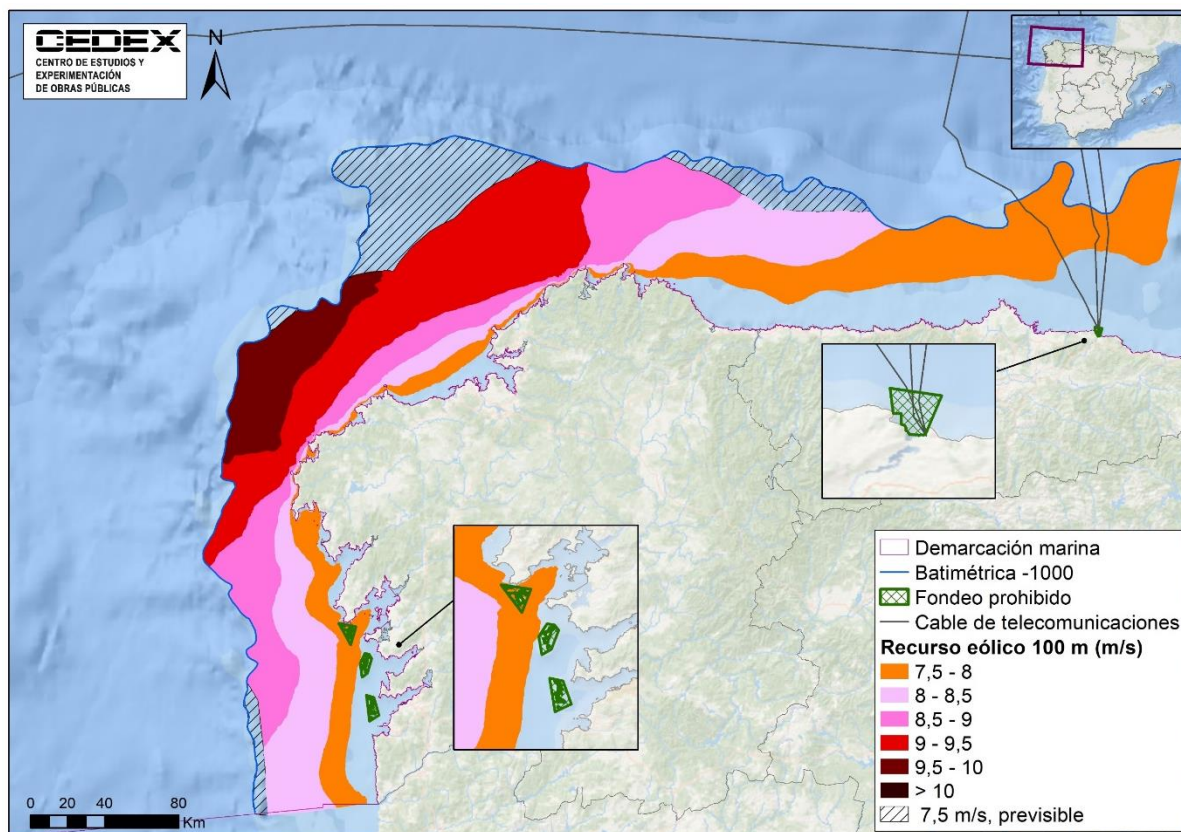 CEDEX
CENTRO DE ESTUDIOS Y
EXPERIMENTACIÓN
DE OBRAS PÚBLICAS
N
Demarcación marina
Batimétrica -1000
Fondeo prohibido
Cable de telecomunicaciones
Recurso eólico 100 m (m/s)
7,5 - 8
8 - 8,5
8,5 - 9
9 - 9,5
9,5 - 10
> 10
7,5 m/s, previsible
0 20 40 80
Km